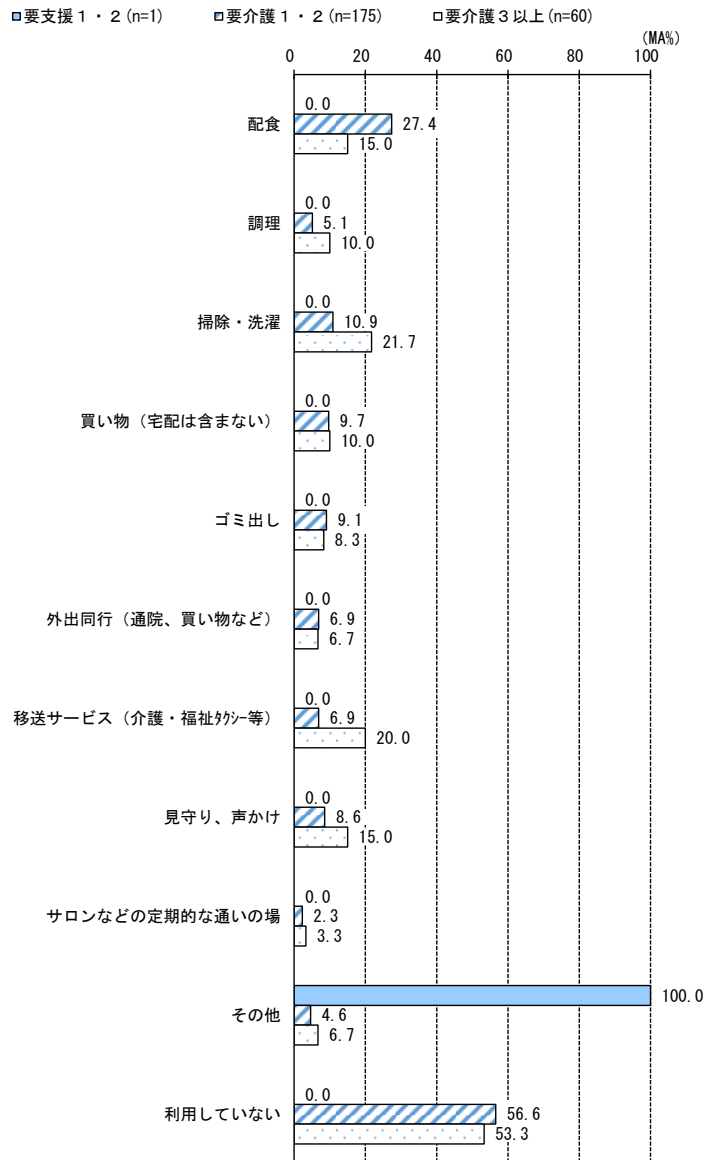 要支援１・２(n=1) 要介護１・２(n=175) 要介護３以上(n=60)
(MA%)
0 20 40 60 80 100
0.0
配食 27.4
15.0
0.0
調理 5.1
10.0
0.0
掃除・洗濯 10.9
21.7
0.0
買い物（宅配は含まない） 9.7
10.0
0.0
ゴミ出し 9.1
8.3
0.0
外出同行（通院、買い物など） 6.9
6.7
0.0
移送サービス（介護・福祉ﾀｸｼｰ等） 6.9
20.0
0.0
見守り、声かけ 8.6
15.0
0.0
サロンなどの定期的な通いの場 2.3
3.3
100.0
その他 4.6
6.7
0.0
利用していない 56.6
53.3